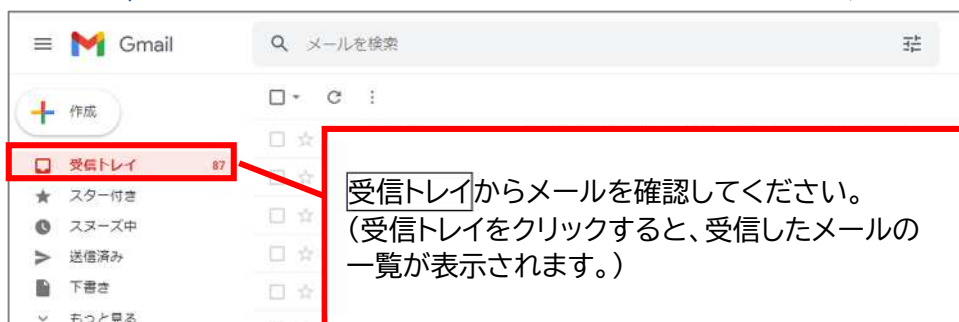 Gmail
メールを検索
作成
受信トレイ 87
スター付き
スヌーズ中
送信済み
下書き
もっと見る
受信トレイからメールを確認してください。
(受信トレイをクリックすると、受信したメールの
一覧が表示されます。)